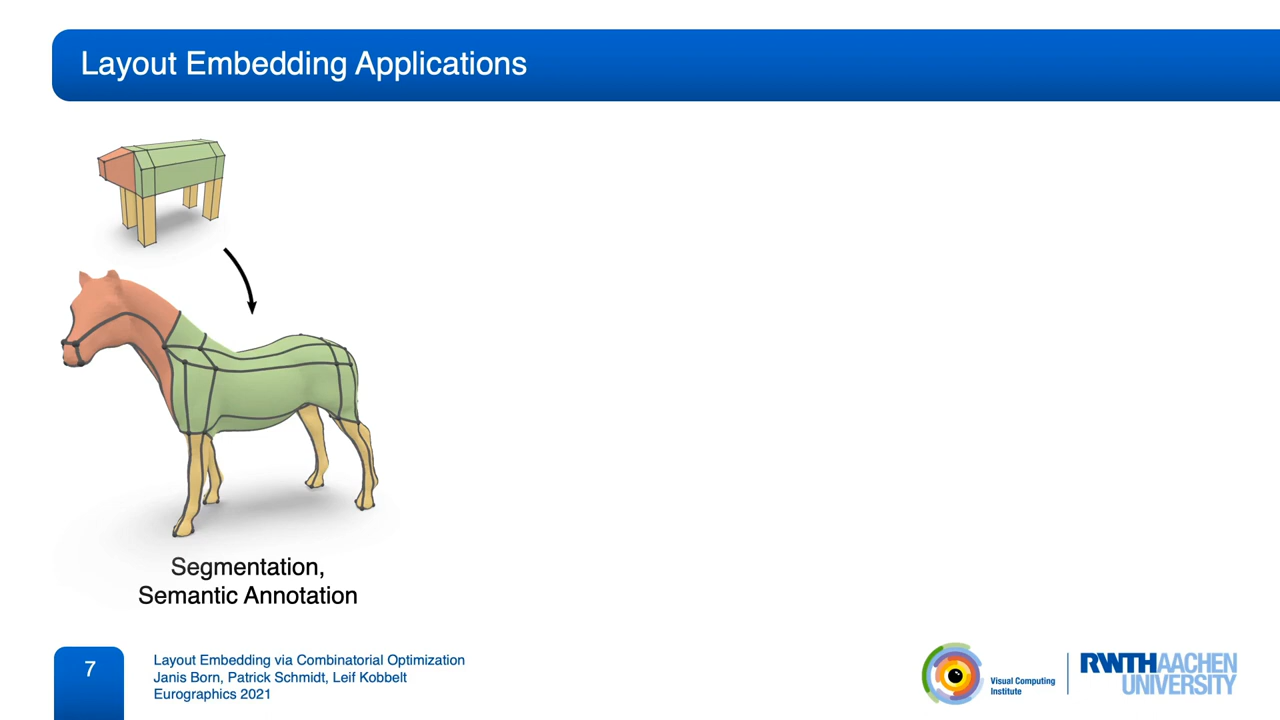 Layout Embedding Applications
Segmentation,
Semantic Annotation
7
Layout Embedding via Combinatorial Optimization
Janis Born, Patrick Schmidt, Leif Kobbelt
Eurographics 2021
Visual Computing
Institute
RWTHAACHEN
UNIVERSITY